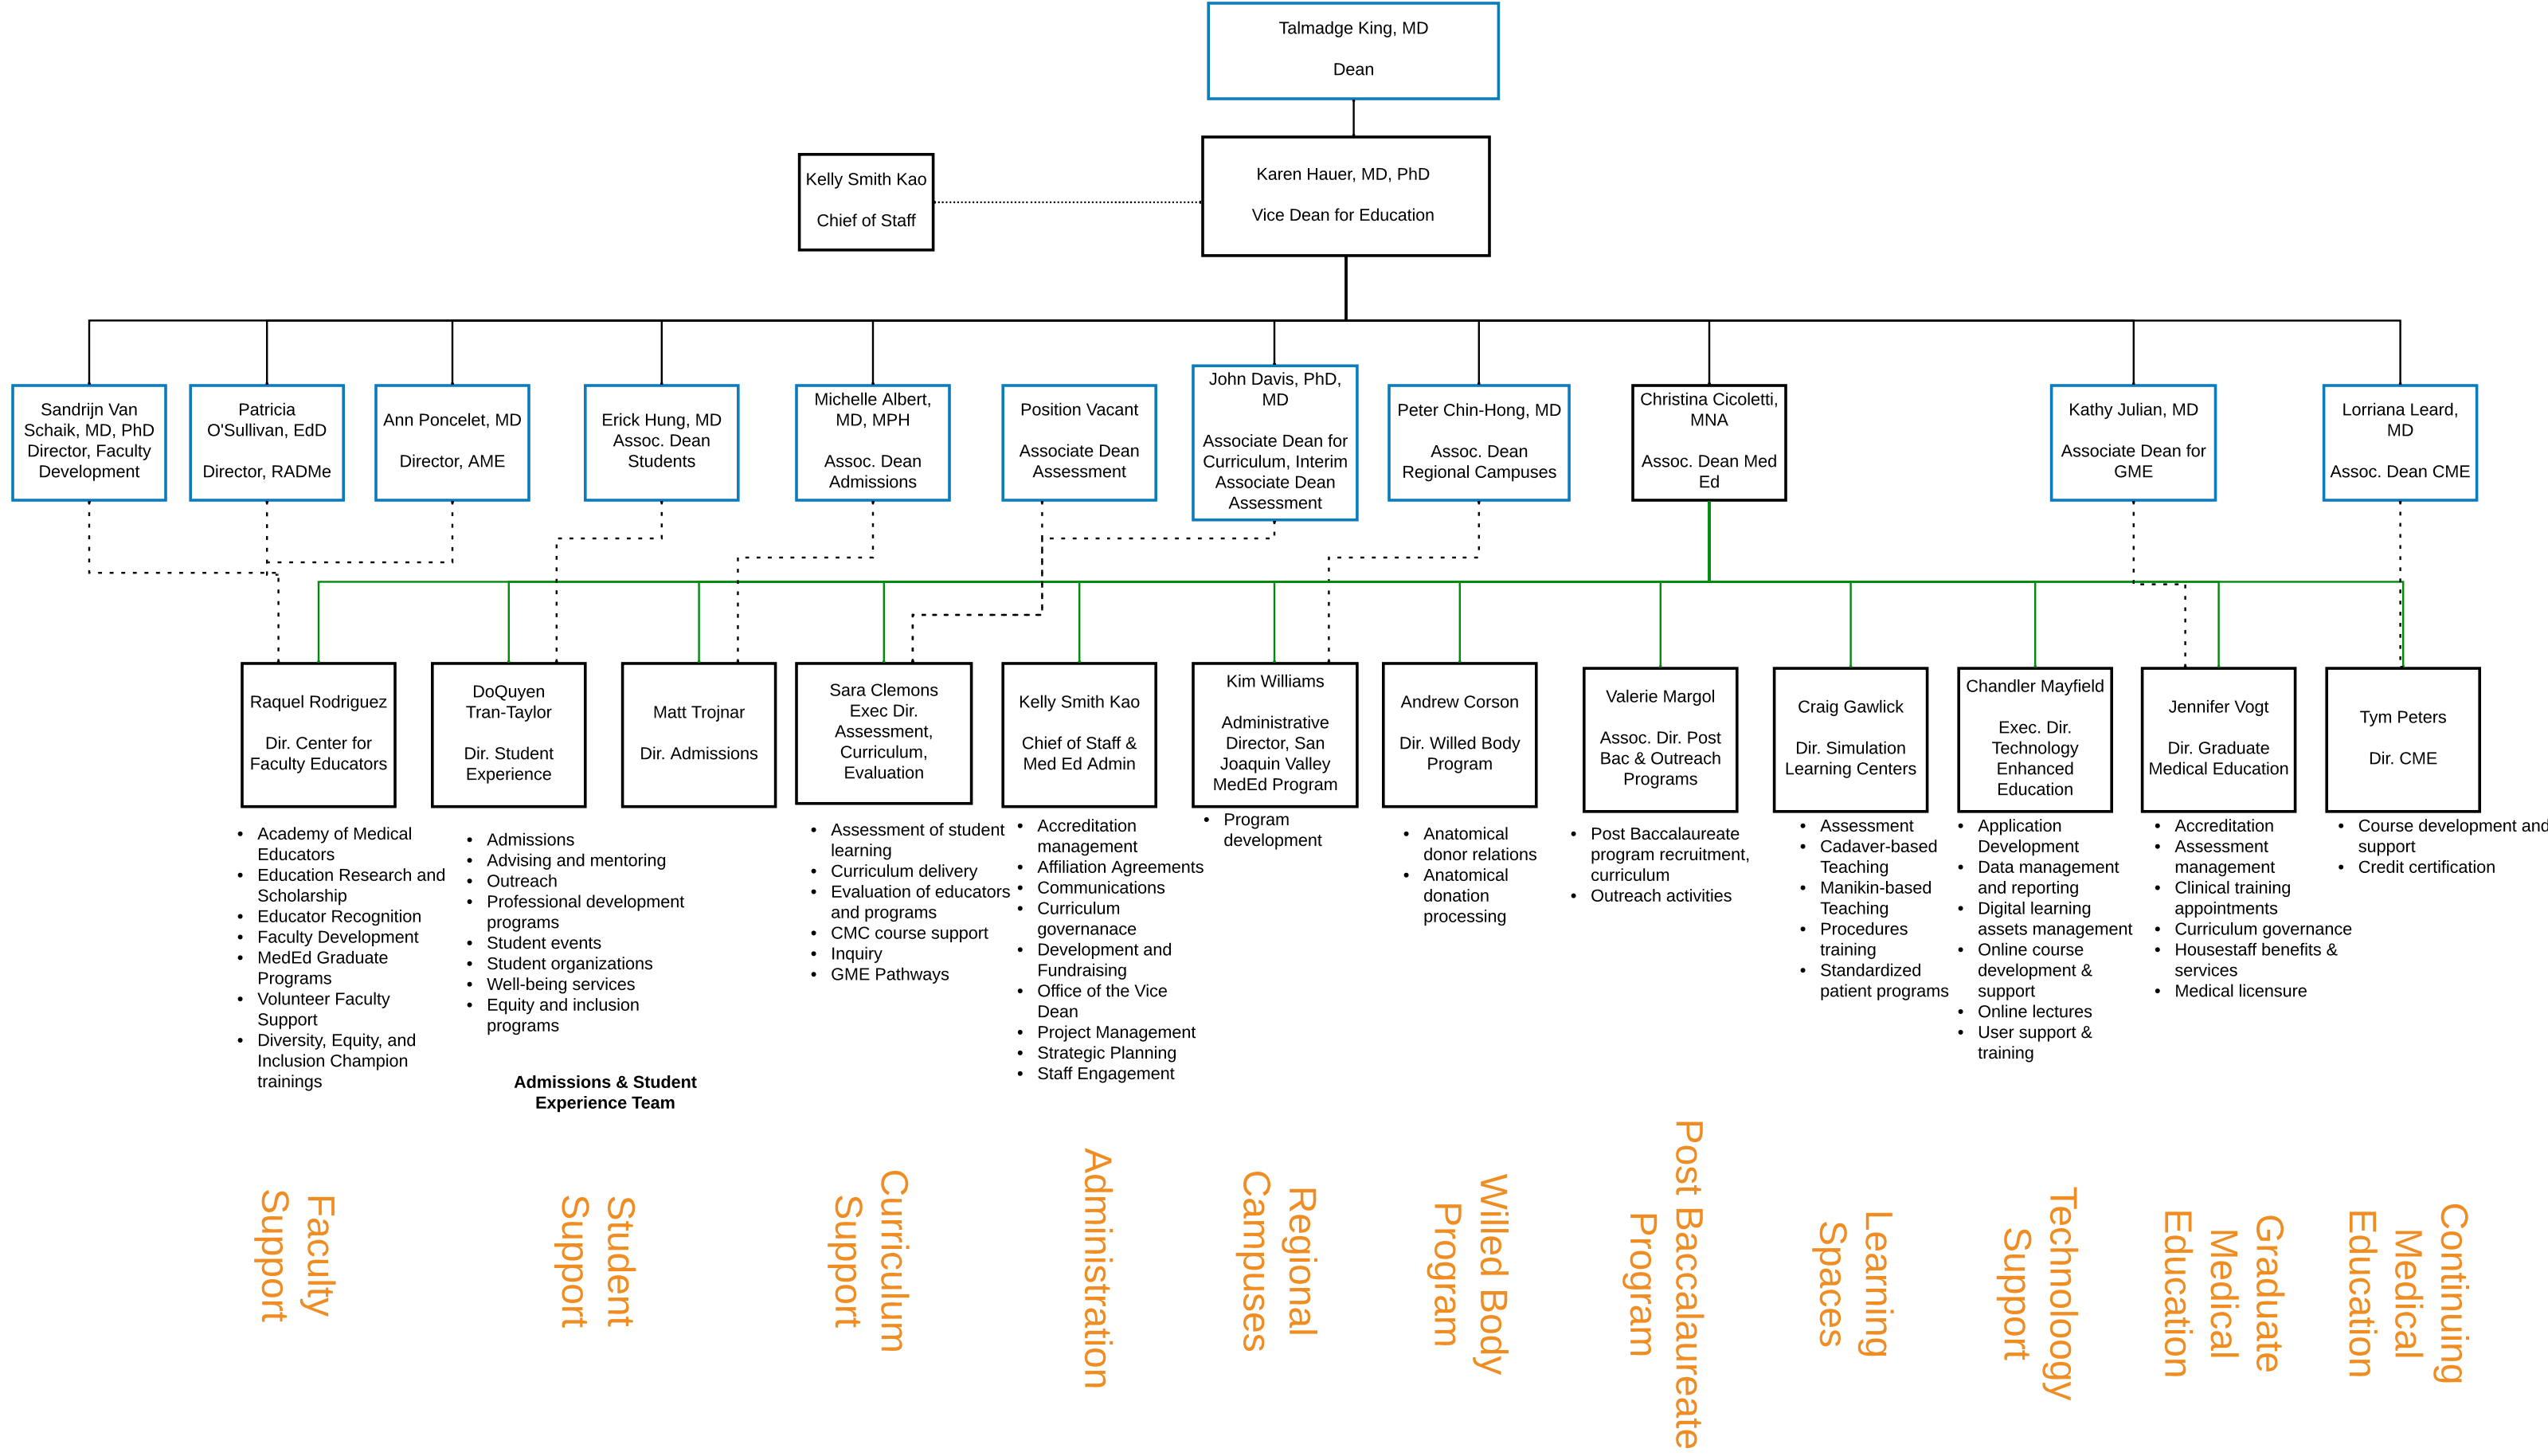 Talmadge King, MD
Dean
Kelly Smith Kao
Chief of Staff
Karen Hauer, MD, PhD
Vice Dean for Education
Sandrijn Van
Schaik, MD, PhD
Director, Faculty
Development
Patricia
O'Sullivan, EdD
Director, RADMe
Ann Poncelet, MD
Director, AME
Erick Hung, MD
Assoc. Dean
Students
Michelle Albert,
MD, MPH
Assoc. Dean
Admissions
Position Vacant
Associate Dean
Assessment
John Davis, PhD,
MD
Associate Dean for
Curriculum, Interim
Associate Dean
Assessment
Peter Chin-Hong, MD
Assoc. Dean
Regional Campuses
Christina Cicoletti,
MNA
Assoc. Dean Med
Ed
Kathy Julian, MD
Associate Dean for
GME
Lorriana Leard,
MD
Assoc. Dean CME
Raquel Rodriguez
Dir. Center for
Faculty Educators
DoQuyen
Tran-Taylor
Dir. Student
Experience
Matt Trojnar
Dir. Admissions
Sara Clemons
Exec Dir.
Assessment,
Curriculum,
Evaluation
Kelly Smith Kao
Chief of Staff &
Med Ed Admin
Kim Williams
Administrative
Director, San
Joaquin Valley
MedEd Program
Andrew Corson
Dir. Willed Body
Program
Valerie Margol
Assoc. Dir. Post
Bac & Outreach
Programs
Craig Gawlick
Dir. Simulation
Learning Centers
Chandler Mayfield
Exec. Dir.
Technology
Enhanced
Education
Jennifer Vogt
Dir. Graduate
Medical Education
Tym Peters
Dir. CME
• Academy of Medical
Educators
• Education Research and
Scholarship
• Educator Recognition
• Faculty Development
• MedEd Graduate
Programs
• Volunteer Faculty
Support
• Diversity, Equity, and
Inclusion Champion
trainings
• Admissions
• Advising and mentoring
• Outreach
• Professional development
programs
• Student events
• Student organizations
• Well-being services
• Equity and inclusion
programs
Admissions & Student
Experience Team
• Assessment of student
learning
• Curriculum delivery
• Evaluation of educators
and programs
• CMC course support
• Inquiry
• GME Pathways
• Accreditation
management
• Affiliation Agreements
• Communications
• Curriculum
governanace
• Development and
Fundraising
• Office of the Vice
Dean
• Project Management
• Strategic Planning
• Staff Engagement
• Program
development
• Anatomical
donor relations
• Anatomical
donation
processing
• Post Baccalaureate
program recruitment,
curriculum
• Outreach activities
• Assessment
• Cadaver-based
Teaching
• Manikin-based
Teaching
• Procedures
training
• Standardized
patient programs
• Application
Development
• Data management
and reporting
• Digital learning
assets management
• Online course
development &
support
• Online lectures
• User support &
training
• Accreditation
• Assessment
management
• Clinical training
appointments
• Curriculum governance
• Housestaff benefits &
services
• Medical licensure
• Course development and
support
• Credit certification
Faculty
Support
Student
Support
Curriculum
Support
Administration
Regional
Campuses
Willed Body
Program
Post Baccalaureate
Program
Learning
Spaces
Technoloogy
Support
Graduate
Medical
Education
Continuing
Medical
Education